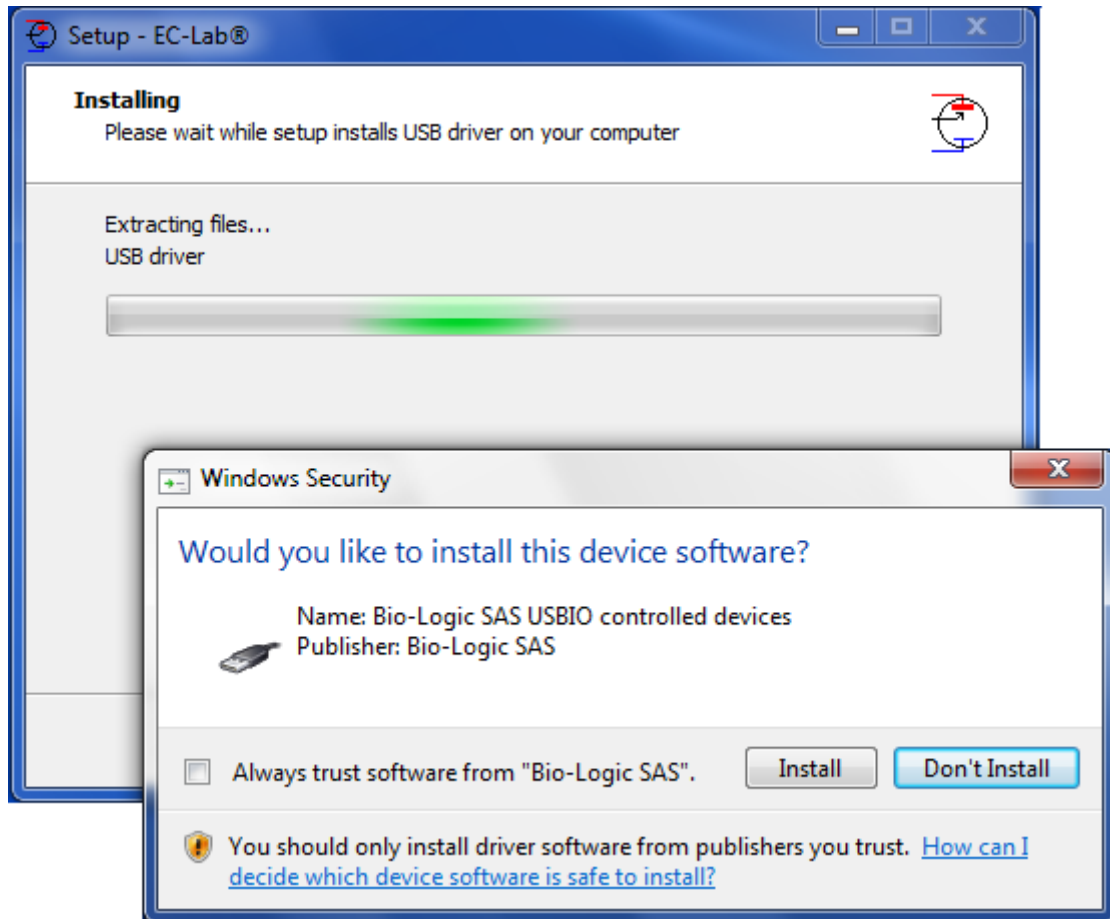 Setup - EC-Lab®
Installing
Please wait while setup installs USB driver on your computer
Extracting files...
USB driver
Windows Security
Would you like to install this device software?
Name: Bio-Logic SAS USBIO controlled devices
Publisher: Bio-Logic SAS
Always trust software from "Bio-Logic SAS".
Install
Don't Install
You should only install driver software from publishers you trust. How can I
decide which device software is safe to install?